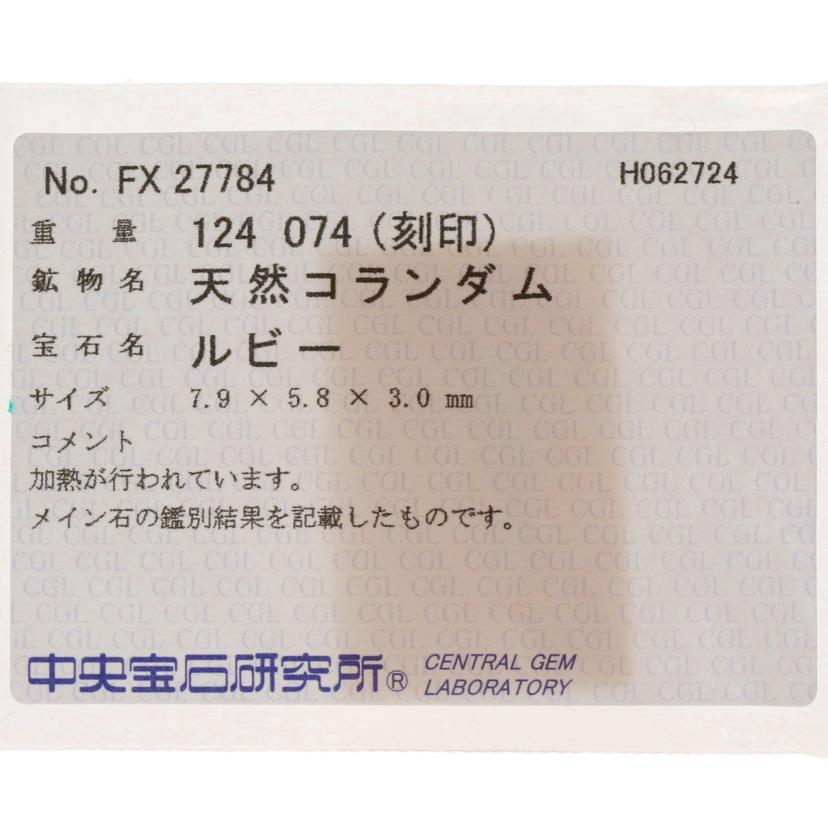 No. FX 27784 H062724
重量 124 074 (刻印)
鉱物名 天然コランダム
宝石名 ルビー
サイズ 7.9 × 5.8 × 3.0 mm
コメント
加熱が行われています。
メイン石の鑑別結果を記載したものです。
中央宝石研究所® CENTRAL GEM
LABORATORY